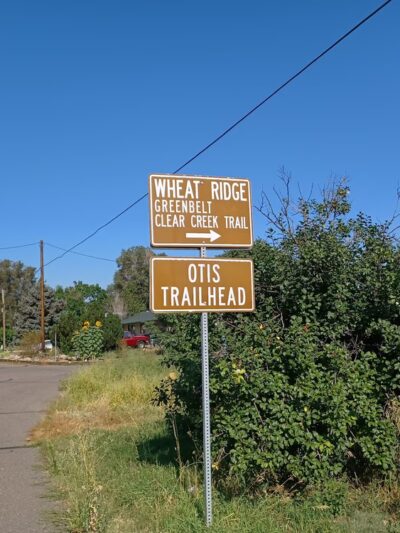 WHEAT RIDGE
GREENBELT
CLEAR CREEK TRAIL
OTIS
TRAILHEAD